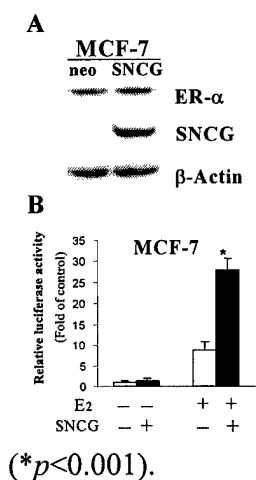 A
MCF-7
neo SNCG
ER-α
SNCG
β-Actin
B
MCF-7
Relative luciferase activity
(Fold of control)
35
30
25
20
15
10
5
0
*
E2 – – + +
SNCG – + – +
(*p<0.001).